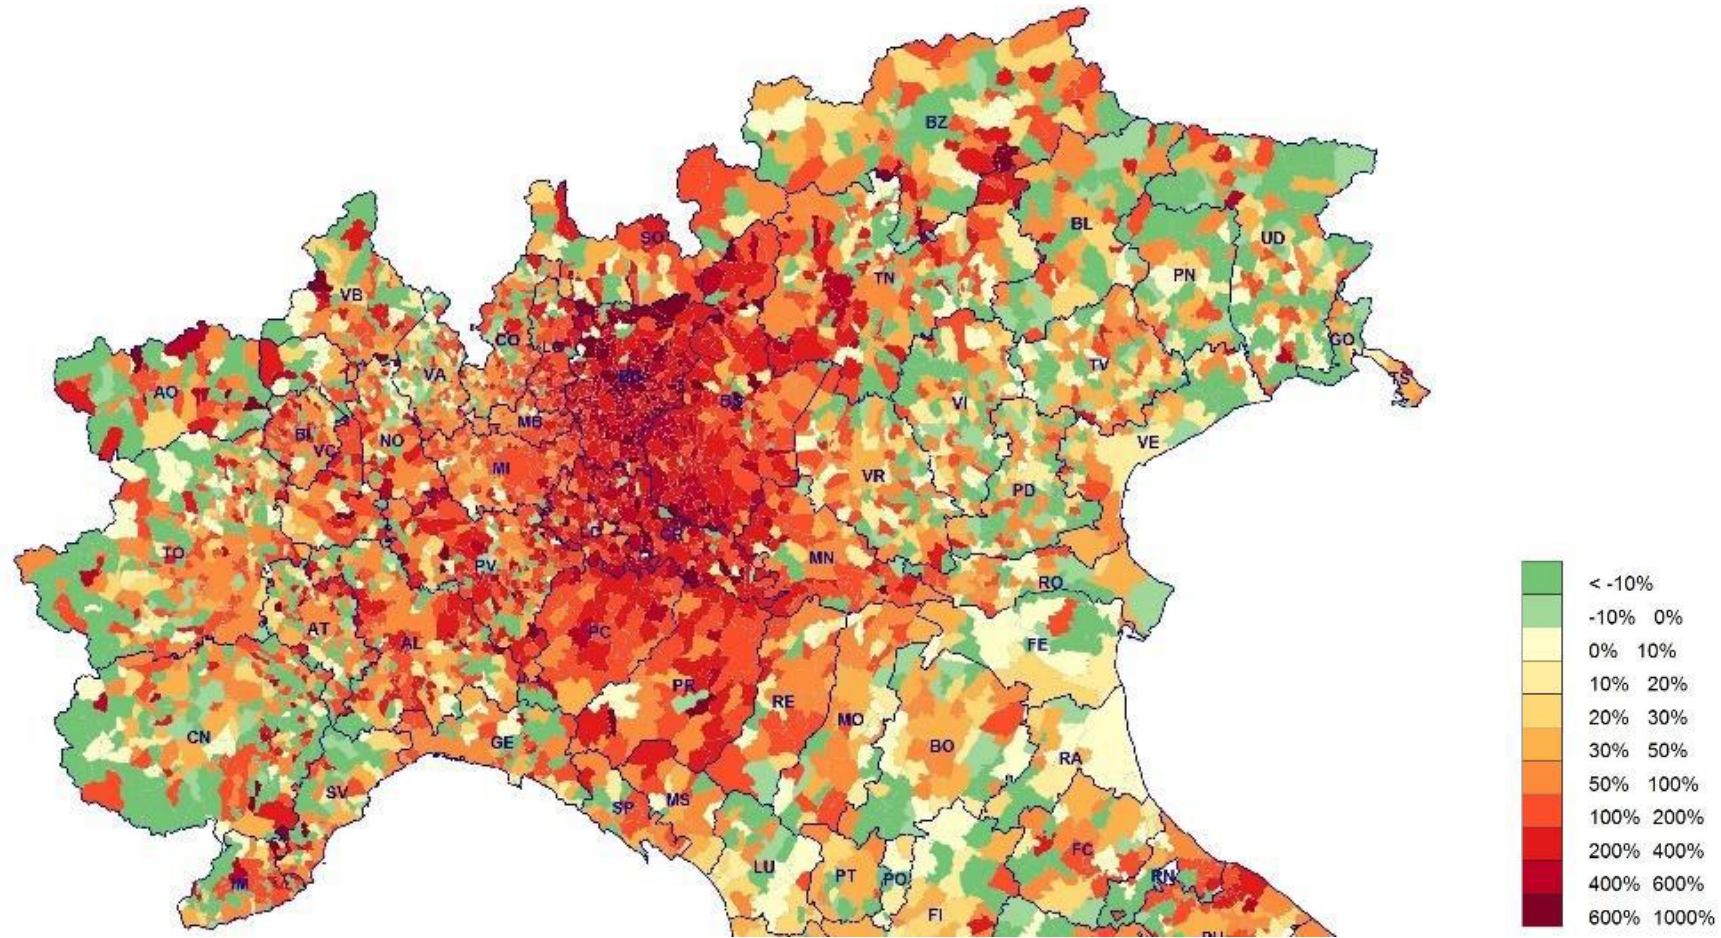 BZ
BL
UD
SO
TN
PN
VB
GO
CO
LC
TV
VA
BG
TS
AO
BS
VI
MB
BI
NO
VE
VC
MI
VR
PD
LO
CR
TO
MN
PV
RO
AT
PC
AL
FE
PR
RE
MO
CN
GE
BO
RA
SV
SP
MS
FC
LU
PT
PO
RN
IM
FI
PU
< -10%
-10% 0%
0% 10%
10% 20%
20% 30%
30% 50%
50% 100%
100% 200%
200% 400%
400% 600%
600% 1000%